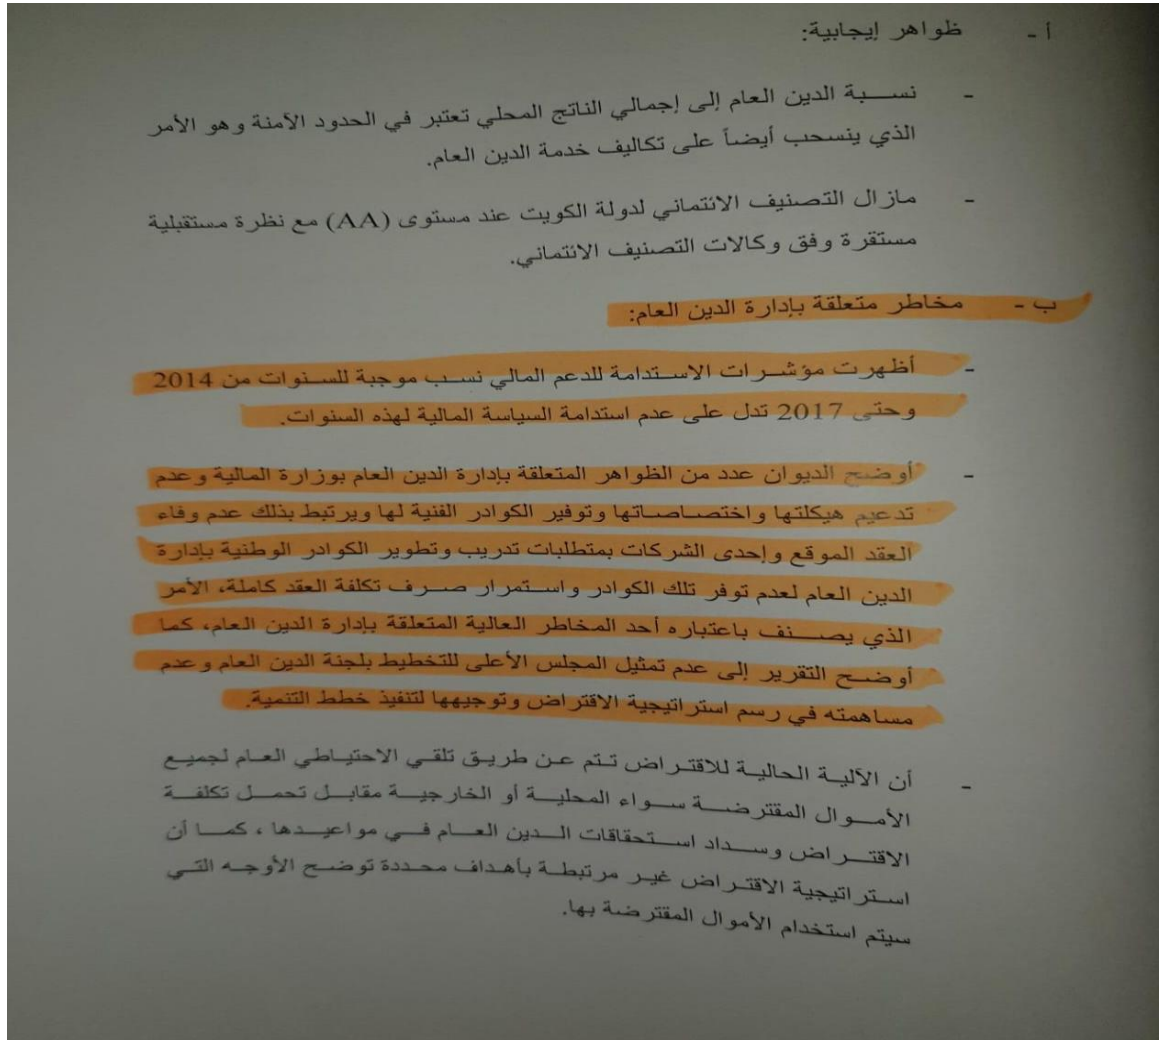 أ - ظواهر إيجابية:
- نسبة الدين العام إلى إجمالي الناتج المحلي تعتبر في الحدود الآمنة وهو الأمر
الذي ينسحب أيضاً على تكاليف خدمة الدين العام.
- مازال التصنيف الائتماني لدولة الكويت عند مستوى (AA) مع نظرة مستقبلية
مستقرة وفق وكالات التصنيف الائتماني.
ب - مخاطر متعلقة بإدارة الدين العام:
- أظهرت مؤشرات الاستدامة للدعم المالي نسب موجبة للسنوات من 2014
وحتى 2017 تدل على عدم استدامة السياسة المالية لهذه السنوات.
- أوضح الديوان عدد من الظواهر المتعلقة بإدارة الدين العام بوزارة المالية وعدم
تدعيم هيكلتها واختصاصاتها وتوفير الكوادر الفنية لها ويرتبط بذلك عدم وفاء
العقد الموقع وإحدى الشركات بمتطلبات تدريب وتطوير الكوادر الوطنية بإدارة
الدين العام لعدم توفر تلك الكوادر واستمرار صرف تكلفة العقد كاملة، الأمر
الذي يصنف باعتباره أحد المخاطر العالية المتعلقة بإدارة الدين العام، كما
أوضح التقرير إلى عدم تمثيل المجلس الأعلى للتخطيط بلجنة الدين العام وعدم
مساهمته في رسم استراتيجية الاقتراض وتوجيهها لتنفيذ خطط التنمية.
- أن الآلية الحالية للاقتراض تتم عن طريق تلقي الاحتياطي العام لجميع
الأموال المقترضة سواء المحلية أو الخارجية مقابل تحمل تكلفة
الاقتراض وسداد استحقاقات الدين العام في مواعيدها ، كما أن
استراتيجية الاقتراض غير مرتبطة بأهداف محددة توضح الأوجه التي
سيتم استخدام الأموال المقترضة بها.